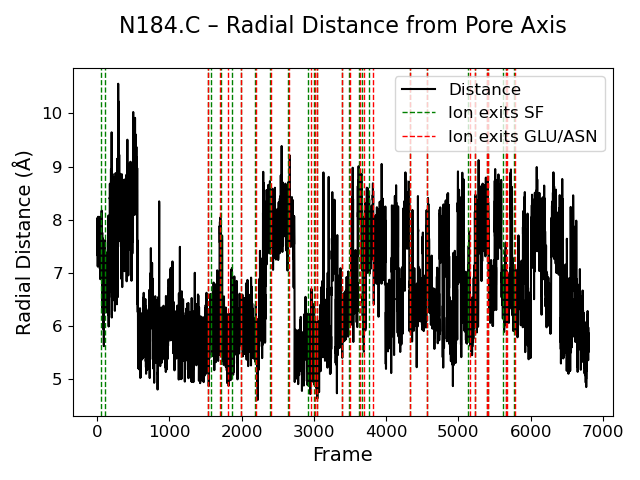 N184.C – Radial Distance from Pore Axis
Radial Distance (Å)
10
9
8
7
6
5
Distance
Ion exits SF
Ion exits GLU/ASN
0 1000 2000 3000 4000 5000 6000 7000
Frame